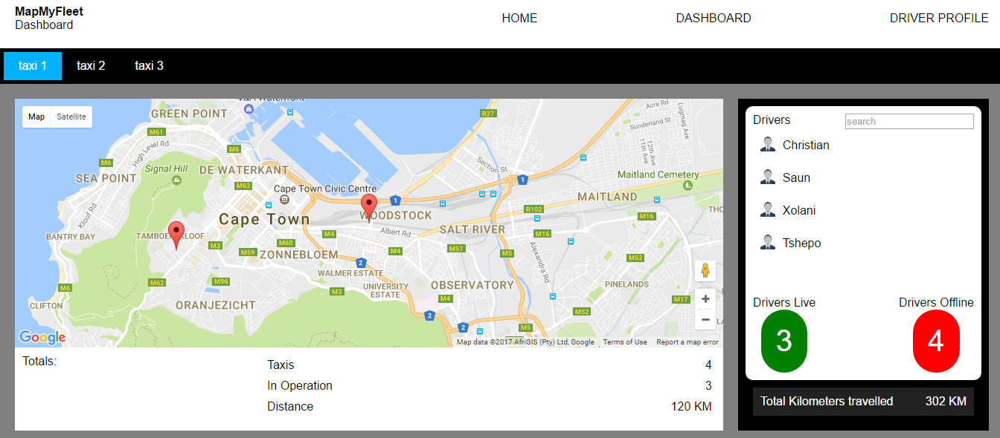 MapMyFleet
Dashboard
HOME DASHBOARD DRIVER PROFILE
taxi 1 taxi 2 taxi 3
Map Satellite
V&A Waterfront
GREEN POINT
R27
Acre Rd
Lugmag Ave
Sunderland St
M61
High Level Rd
M6
12th Ave
11th Ave
M6
Signal Hill
DE WATERKANT
Section St
SEA POINT
M62
Cape Town Civic Centre
1
1
Maitland Cemetery
MAITLAND
Kloof Rd
WOODSTOCK
R102
M16
Cape Town
SALT RIVER
BANTRY BAY
M4
Albert Rd
M16
M3
M60
M59
ZONNEBLOEM
M4
M57
M5
Alexandra Rd
M52
2
WALMER ESTATE
M62
M96
M6
M3
UNIVERSITY
ESTATE
OBSERVATORY
PINELANDS
CLIFTON
ORANJEZICHT
M4
M17
M52
2
2
M5
Google
Map data ©2017 AfriGIS (Pty) Ltd, Google Terms of Use Report a map error
Totals:
Taxis 4
In Operation 3
Distance 120 KM
Drivers search
Christian
Saun
Xolani
Tshepo
Drivers Live Drivers Offline
3 4
Total Kilometers travelled 302 KM